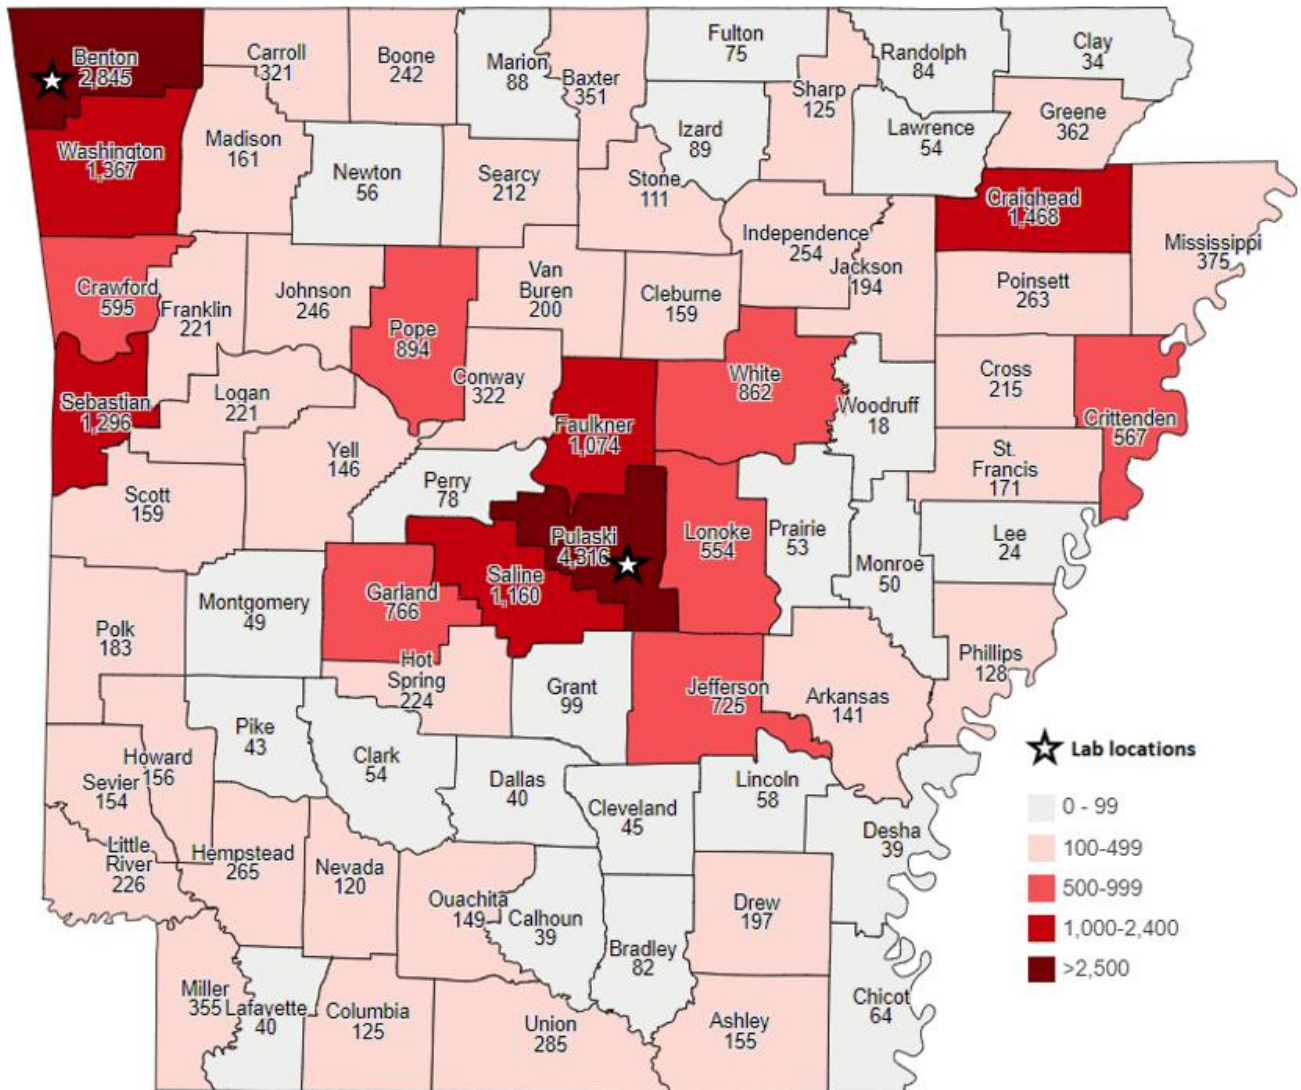 Benton
2,845
Carroll
321
Boone
242
Marion
88
Baxter
351
Fulton
75
Randolph
84
Clay
34
Sharp
125
Greene
362
Washington
1,367
Madison
161
Newton
56
Searcy
212
Stone
111
Izard
89
Lawrence
54
Craighead
1,468
Mississippi
375
Independence
254
Jackson
194
Poinsett
263
Crawford
595
Franklin
221
Johnson
246
Pope
894
Van
Buren
200
Cleburne
159
Conway
322
White
862
Woodruff
18
Cross
215
Crittenden
567
Sebastian
1,296
Logan
221
Faulkner
1,074
Yell
146
St.
Francis
171
Scott
159
Perry
78
Pulaski
4,316
Lonoke
554
Prairie
53
Monroe
50
Lee
24
Saline
1,160
Garland
766
Montgomery
49
Polk
183
Hot
Spring
224
Grant
99
Jefferson
725
Arkansas
141
Phillips
128
Pike
43
Clark
54
Howard
156
Sevier
154
Dallas
40
Cleveland
45
Lincoln
58
Desha
39
Little
River
226
Hempstead
265
Nevada
120
Ouachita
149
Calhoun
39
Bradley
82
Drew
197
Miller
355
Lafayette
40
Columbia
125
Union
285
Ashley
155
Chicot
64
Lab locations
0 - 99
100-499
500-999
1,000-2,400
>2,500